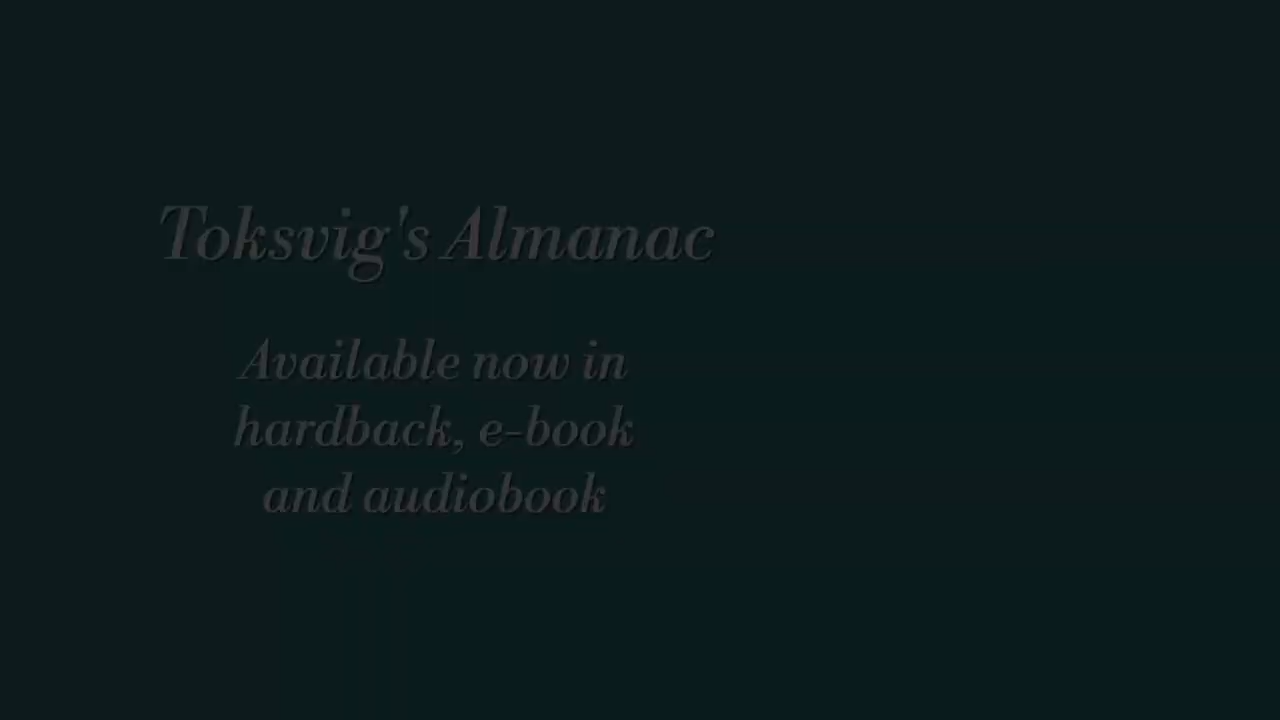 Toksvig's Almanac
Available now in
hardback, e-book
and audiobook